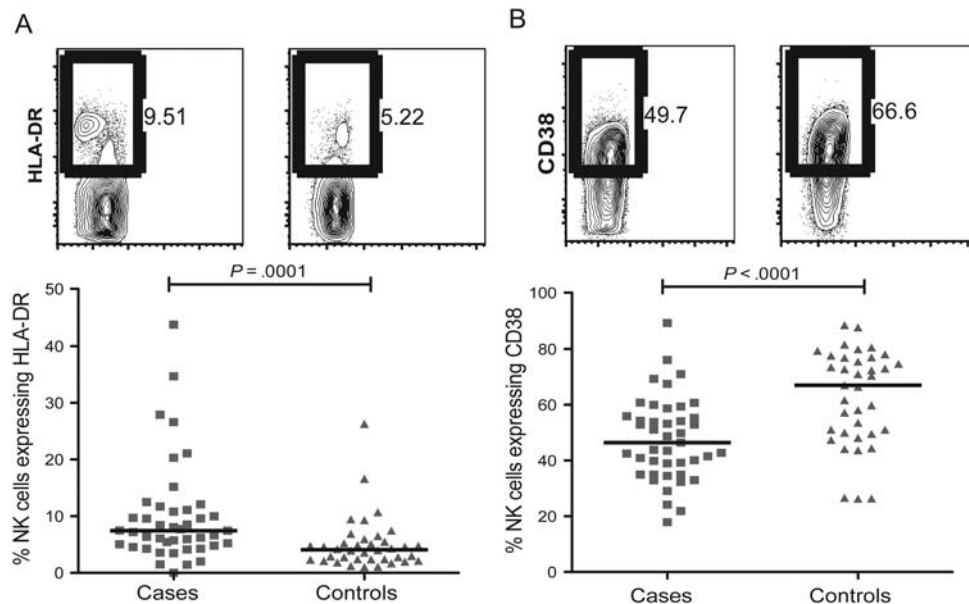 A
HLA-DR
9.51
5.22
P = .0001
% NK cells expressing HLA-DR
50
40
30
20
10
0
Cases
Controls
B
CD38
49.7
66.6
P < .0001
% NK cells expressing CD38
100
80
60
40
20
0
Cases
Controls